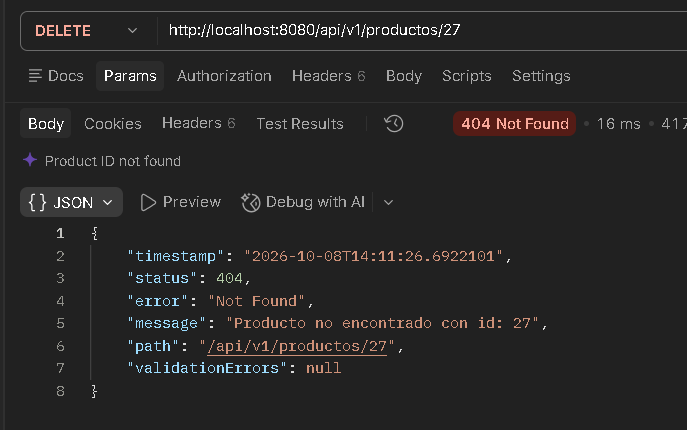 DELETE http://localhost:8080/api/v1/productos/27
Docs Params Authorization Headers 6 Body Scripts Settings
Body Cookies Headers 6 Test Results 404 Not Found • 16 ms • 417
Product ID not found
{} JSON Preview Debug with AI
1 {
2 "timestamp": "2026-10-08T14:11:26.6922101",
3 "status": 404,
4 "error": "Not Found",
5 "message": "Producto no encontrado con id: 27",
6 "path": "/api/v1/productos/27",
7 "validationErrors": null
8 }